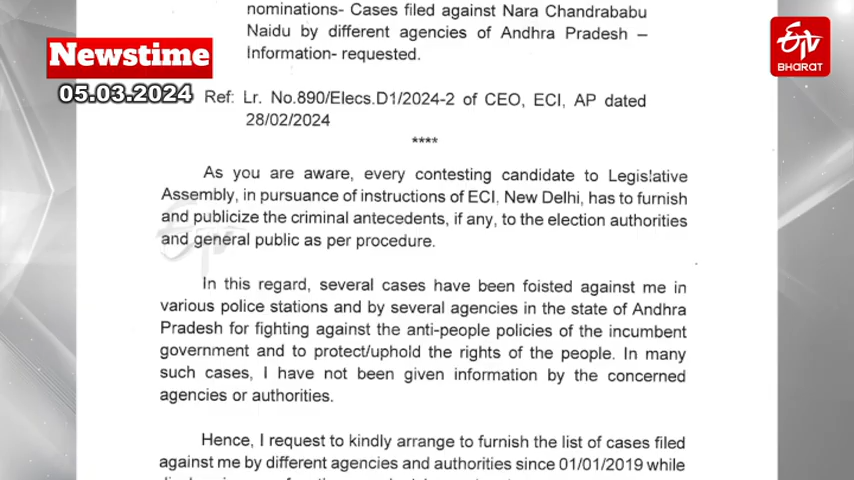 nominations- Cases filed against Nara Chandrababu
Naidu by different agencies of Andhra Pradesh –
Information- requested.
Newstime
05.03.2024
etv
BHARAT
Ref: Lr. No.890/Elecs.D1/2024-2 of CEO, ECI, AP dated
28/02/2024
****
As you are aware, every contesting candidate to Legislative
Assembly, in pursuance of instructions of ECI, New Delhi, has to furnish
and publicize the criminal antecedents, if any, to the election authorities
and general public as per procedure.
etv
In this regard, several cases have been foisted against me in
various police stations and by several agencies in the state of Andhra
Pradesh for fighting against the anti-people policies of the incumbent
government and to protect/uphold the rights of the people. In many
such cases, I have not been given information by the concerned
agencies or authorities.
Hence, I request to kindly arrange to furnish the list of cases filed
against me by different agencies and authorities since 01/01/2019 while